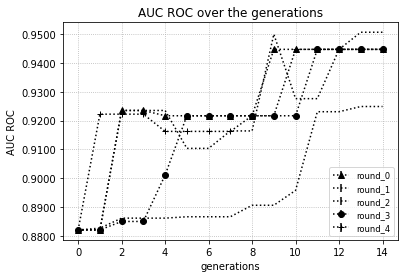 AUC ROC over the generations
0.9500
0.9400
0.9300
0.9200
0.9100
0.9000
0.8900
0.8800
AUC ROC
0 2 4 6 8 10 12 14
generations
round_0
round_1
round_2
round_3
round_4